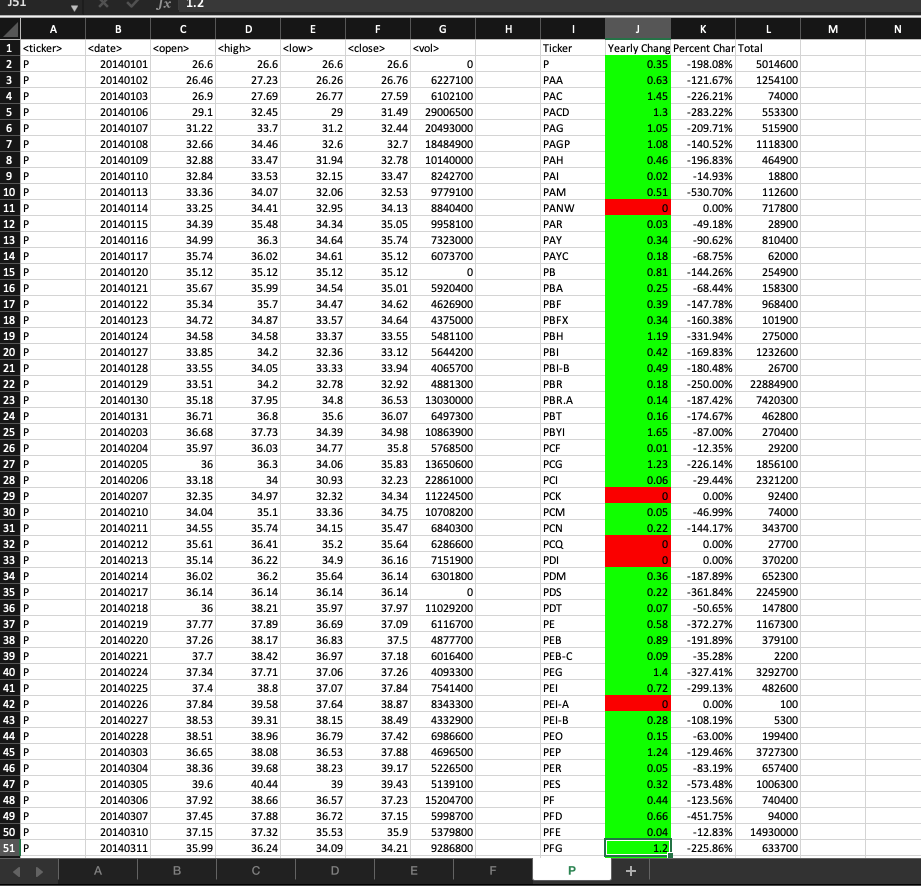 J51 fx 1.2
A B C D E F G H I J K L M N
1 <ticker> <date> <open> <high> <low> <close> <vol> Ticker Yearly Chang Percent Char Total
2 P 20140101 26.6 26.6 26.6 26.6 0 P 0.35 -198.08% 5014600
3 P 20140102 26.46 27.23 26.26 26.76 6227100 PAA 0.63 -121.67% 1254100
4 P 20140103 26.9 27.69 26.77 27.59 6102100 PAC 1.45 -226.21% 74000
5 P 20140106 29.1 32.45 29 31.49 29006500 PACD 1.3 -283.22% 553300
6 P 20140107 31.22 33.7 31.2 32.44 20493000 PAG 1.05 -209.71% 515900
7 P 20140108 32.66 34.46 32.6 32.7 18484900 PAGP 1.08 -140.52% 1118300
8 P 20140109 32.88 33.47 31.94 32.78 10140000 PAH 0.46 -196.83% 464900
9 P 20140110 32.84 33.53 32.15 33.47 8242700 PAI 0.02 -14.93% 18800
10 P 20140113 33.36 34.07 32.06 32.53 9779100 PAM 0.51 -530.70% 112600
11 P 20140114 33.25 34.41 32.95 34.13 8840400 PANW 0 0.00% 717800
12 P 20140115 34.39 35.48 34.34 35.05 9958100 PAR 0.03 -49.18% 28900
13 P 20140116 34.99 36.3 34.64 35.74 7323000 PAY 0.34 -90.62% 810400
14 P 20140117 35.74 36.02 34.61 35.12 6073700 PAYC 0.18 -68.75% 62000
15 P 20140120 35.12 35.12 35.12 35.12 0 PB 0.81 -144.26% 254900
16 P 20140121 35.67 35.99 34.54 35.01 5920400 PBA 0.25 -68.44% 158300
17 P 20140122 35.34 35.7 34.47 34.62 4626900 PBF 0.39 -147.78% 968400
18 P 20140123 34.72 34.87 33.57 34.64 4375000 PBFX 0.34 -160.38% 101900
19 P 20140124 34.58 34.58 33.37 33.55 5481100 PBH 1.19 -331.94% 275000
20 P 20140127 33.85 34.2 32.36 33.12 5644200 PBI 0.42 -169.83% 1232600
21 P 20140128 33.55 34.05 33.33 33.94 4065700 PBI-B 0.49 -180.48% 26700
22 P 20140129 33.51 34.2 32.78 32.92 4881300 PBR 0.18 -250.00% 22884900
23 P 20140130 35.18 37.95 34.8 36.53 13030000 PBR.A 0.14 -187.42% 7420300
24 P 20140131 36.71 36.8 35.6 36.07 6497300 PBT 0.16 -174.67% 462800
25 P 20140203 36.68 37.73 34.39 34.98 10863900 PBYI 1.65 -87.00% 270400
26 P 20140204 35.97 36.03 34.77 35.8 5768500 PCF 0.01 -12.35% 29200
27 P 20140205 36 36.3 34.06 35.83 13650600 PCG 1.23 -226.14% 1856100
28 P 20140206 33.18 34 30.93 32.23 22861000 PCI 0.06 -29.44% 2321200
29 P 20140207 32.35 34.97 32.32 34.34 11224500 PCK 0 0.00% 92400
30 P 20140210 34.04 35.1 33.36 34.75 10708200 PCM 0.05 -46.99% 74000
31 P 20140211 34.55 35.74 34.15 35.47 6840300 PCN 0.22 -144.17% 343700
32 P 20140212 35.61 36.41 35.2 35.64 6286600 PCQ 0 0.00% 27700
33 P 20140213 35.14 36.22 34.9 36.16 7151900 PDI 0 0.00% 370200
34 P 20140214 36.02 36.2 35.64 36.14 6301800 PDM 0.36 -187.89% 652300
35 P 20140217 36.14 36.14 36.14 36.14 0 PDS 0.22 -361.84% 2245900
36 P 20140218 36 38.21 35.97 37.97 11029200 PDT 0.07 -50.65% 147800
37 P 20140219 37.77 37.89 36.69 37.09 6116700 PE 0.58 -372.27% 1167300
38 P 20140220 37.26 38.17 36.83 37.5 4877700 PEB 0.89 -191.89% 379100
39 P 20140221 37.7 38.42 36.97 37.18 6016400 PEB-C 0.09 -35.28% 2200
40 P 20140224 37.34 37.71 37.06 37.26 4093300 PEG 1.4 -327.41% 3292700
41 P 20140225 37.4 38.8 37.07 37.84 7541400 PEI 0.72 -299.13% 482600
42 P 20140226 37.84 39.58 37.64 38.87 8343300 PEI-A 0 0.00% 100
43 P 20140227 38.53 39.31 38.15 38.49 4332900 PEI-B 0.28 -108.19% 5300
44 P 20140228 38.51 38.96 36.79 37.42 6986600 PEO 0.15 -63.00% 199400
45 P 20140303 36.65 38.08 36.53 37.88 4696500 PEP 1.24 -129.46% 3727300
46 P 20140304 38.36 39.68 38.23 39.17 5226500 PER 0.05 -83.19% 657400
47 P 20140305 39.6 40.44 39 39.43 5139100 PES 0.32 -573.48% 1006300
48 P 20140306 37.92 38.66 36.57 37.23 15204700 PF 0.44 -123.56% 740400
49 P 20140307 37.45 37.88 36.72 37.15 5998700 PFD 0.66 -451.75% 94000
50 P 20140310 37.15 37.32 35.53 35.9 5379800 PFE 0.04 -12.83% 14930000
51 P 20140311 35.99 36.24 34.09 34.21 9286800 PFG 1.2 -225.86% 633700
A B C D E F P +